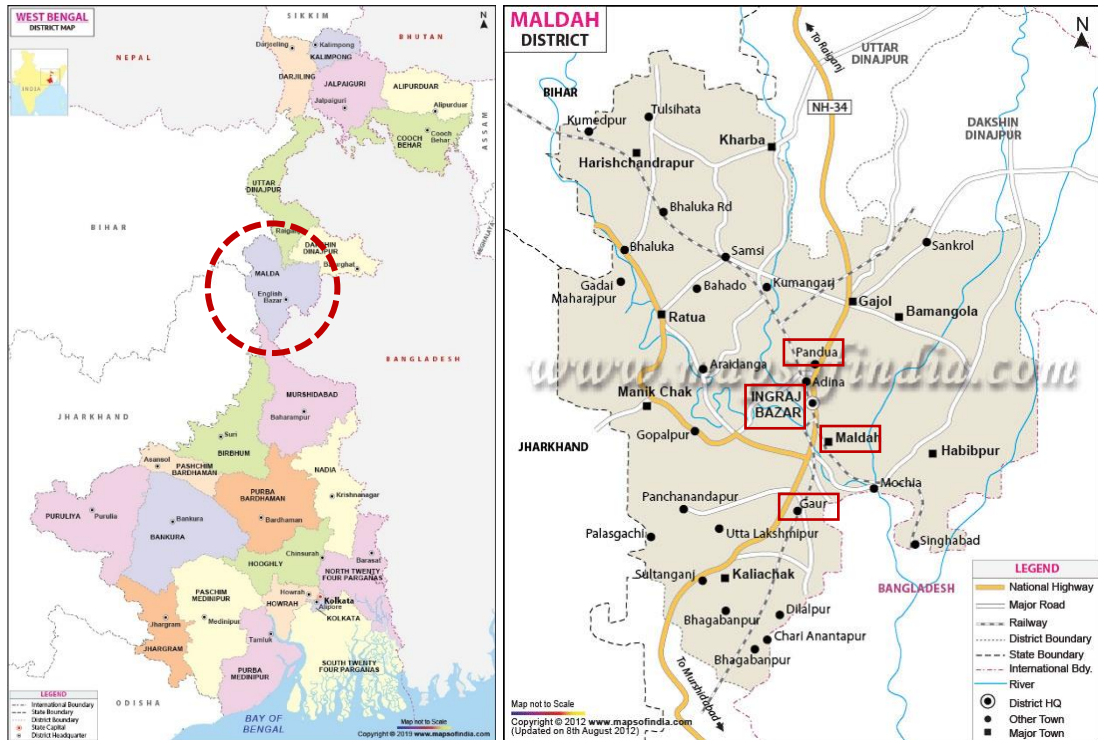 WEST BENGAL
DISTRICT MAP
N
INDIA
SIKKIM
NEPAL
BHUTAN
Darjeeling
Kalimpong
KALIMPONG
DARJILING
JALPAIGURI
Jalpaiguri
ALIPURDUAR
Alipurduar
COOCH
BEHAR
Cooch
Behar
ASSAM
UTTAR
DINAJPUR
BIHAR
DAKSHIN
DINAJPUR
MEGHALAYA
MALDA
English
Bazar
BANGLADESH
JHARKHAND
MURSHIDABAD
Baharampur
Suri
BIRBHUM
NADIA
Asansol
PASCHIM
BARDHAMAN
PURBA
BARDHAMAN
Bardhaman
Krishnanagar
PURULIYA
Purulia
Bankura
BANKURA
HOOGHLY
Chinsurah
Barasat
NORTH TWENTY
FOUR PARGANAS
PASCHIM
MEDINIPUR
Medinipur
HOWRAH
Howrah
Kolkata
Alipore
KOLKATA
Jhargram
JHARGRAM
Tamluk
PURBA
MEDINIPUR
SOUTH TWENTY
FOUR PARGANAS
ODISHA
BAY OF
BENGAL
LEGEND
International Boundary
State Boundary
District Boundary
State Capital
District Headquarter
Map not to Scale
Copyright © 2019 www.mapsofindia.com
MALDAH
DISTRICT
N
To Raiganj
UTTAR
DINAJPUR
BIHAR
NH-34
DAKSHIN
DINAJPUR
Tulsihata
Kumedpur
Kharba
Harishchandrapur
Bhaluka Rd
Bhaluka
Samsi
Sankrol
Gadai
Maharajpur
Bahado
Kumanganj
Gajol
Bamangola
Ratua
Pandua
www.mapsofindia.com
Araidanga
Adina
Manik Chak
INGRAJ
BAZAR
JHARKHAND
Gopalpur
Maldah
Habibpur
Mochia
Panchanandapur
Gaur
Palasgachi
Utta Lakshmipur
Singhabad
Sultanganj
Kaliachak
BANGLADESH
Bhagabanpur
Dilalpur
Chari Anantapur
Bhagabanpur
To Murshidabad
LEGEND
National Highway
Major Road
Railway
District Boundary
State Boundary
International Bdy.
River
District HQ
Other Town
Major Town
Map not to Scale
Copyright © 2012 www.mapsofindia.com
(Updated on 8th August 2012)